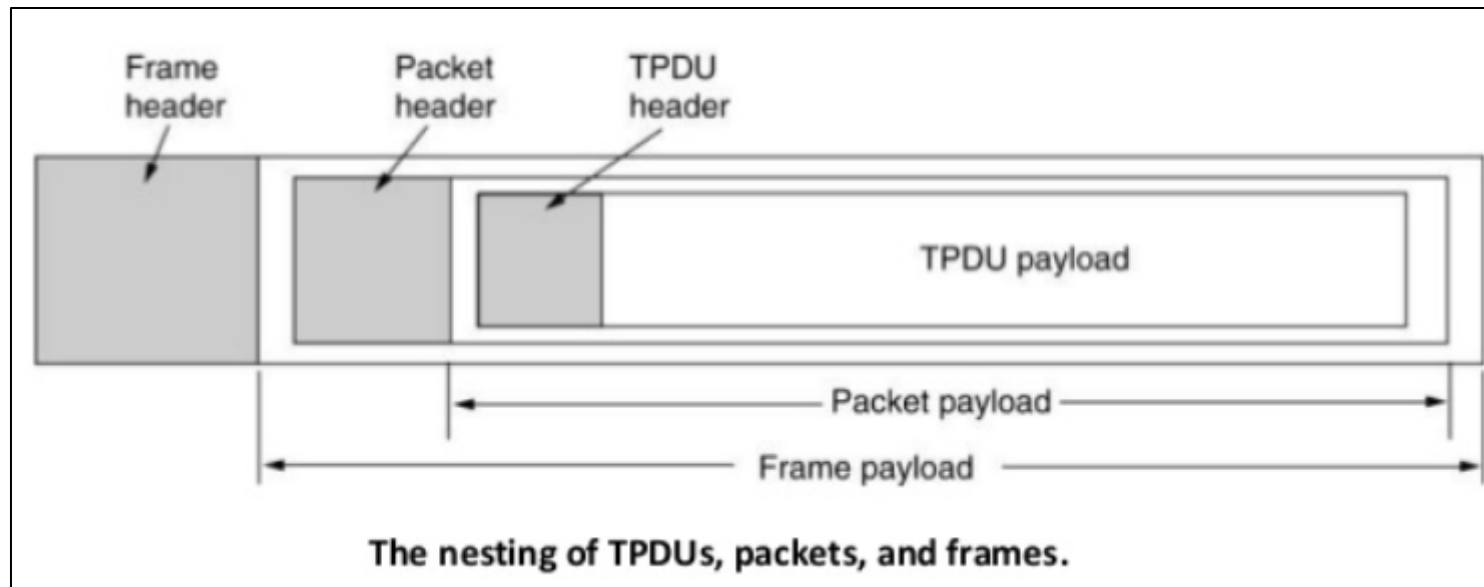 Frame
header
Packet
header
TPDU
header
TPDU payload
Packet payload
Frame payload
The nesting of TPDUs, packets, and frames.